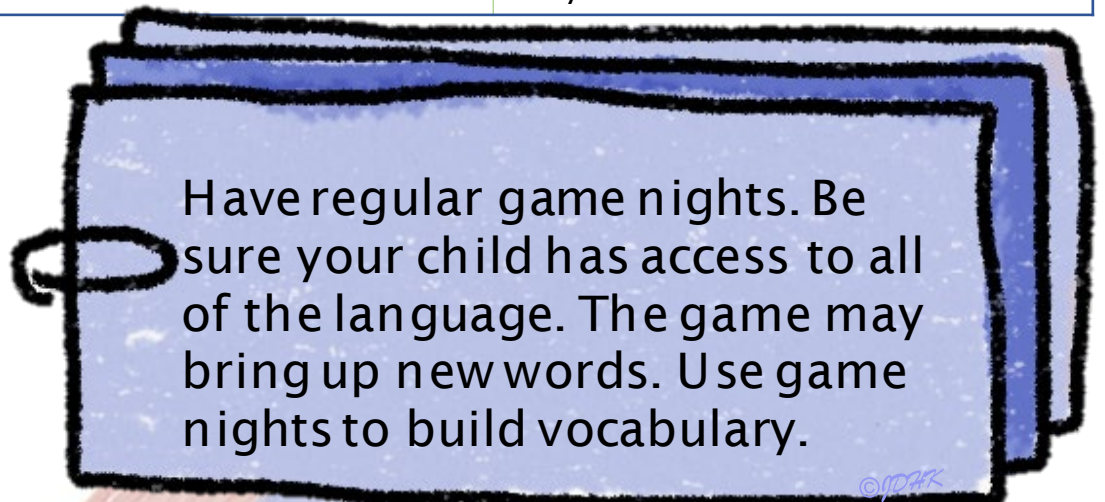 Have regular game nights. Be
sure your child has access to all
of the language. The game may
bring up new words. Use game
nights to build vocabulary.
©JDHK